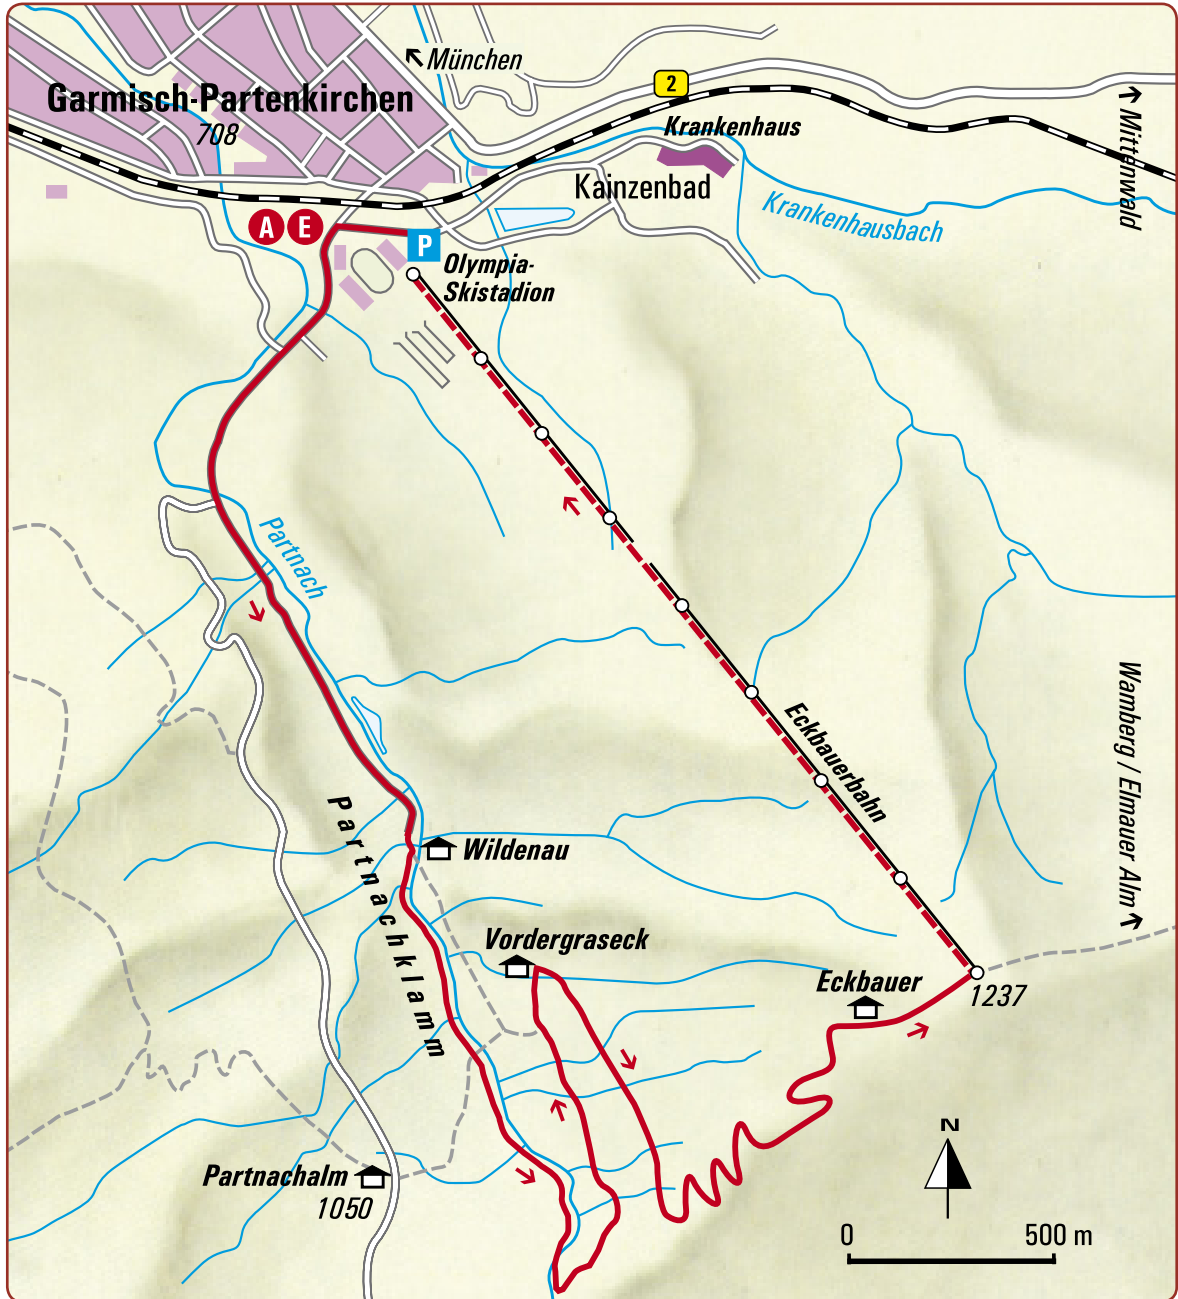 München
2
Garmisch-Partenkirchen
708
Krankenhaus
Mittenwald
Kainzenbad
Krankenhausbach
A
E
P
Olympia-
Skistadion
Partnach
Wamberg / Elmauer Alm
Eckbauerbahn
Partnachklamm
Wildenau
Vordergraseck
Eckbauer
1237
N
Partnachalm
1050
0
500 m